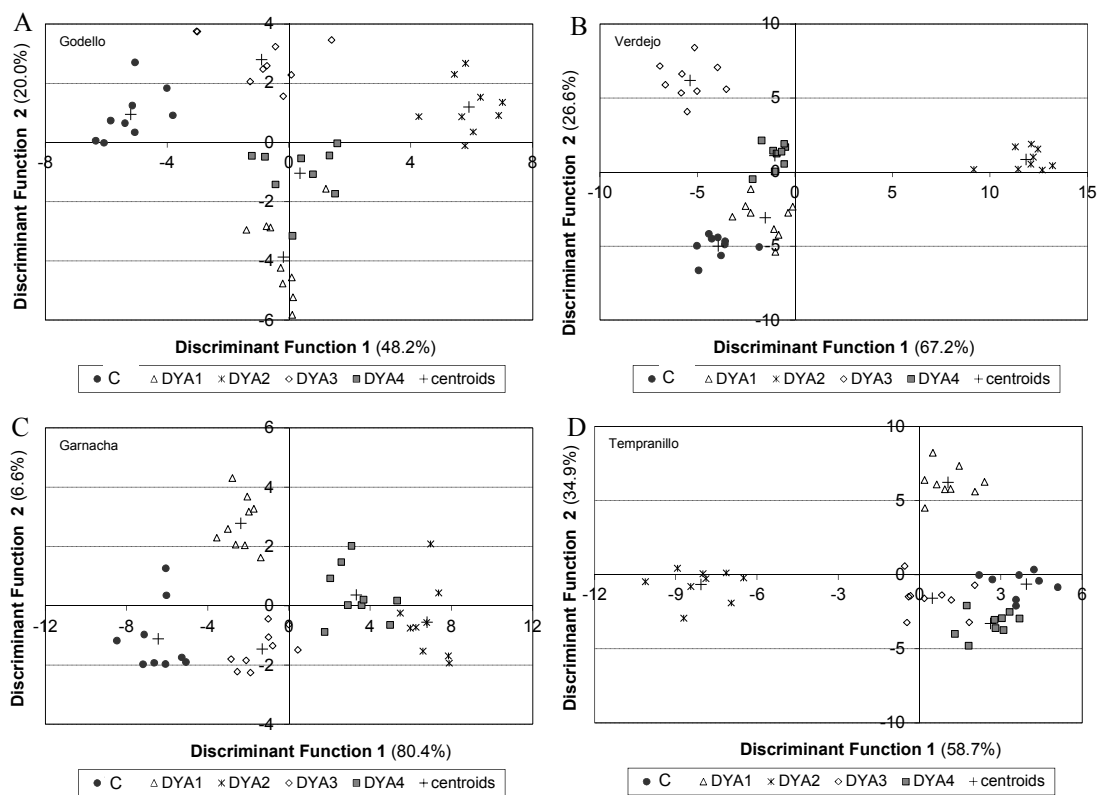 A
Godello
Discriminant Function 2 (20.0%)
4
2
0
-2
-4
-6
-8 -4 0 4 8
Discriminant Function 1 (48.2%)
C DYA1 DYA2 DYA3 DYA4 centroids
B
Verdejo
Discriminant Function 2 (26.6%)
10
5
0
-5
-10
-10 -5 0 5 10 15
Discriminant Function 1 (67.2%)
C DYA1 DYA2 DYA3 DYA4 centroids
C
Garnacha
Discriminant Function 2 (6.6%)
6
4
2
0
-2
-4
-12 -8 -4 0 4 8 12
Discriminant Function 1 (80.4%)
C DYA1 DYA2 DYA3 DYA4 centroids
D
Tempranillo
Discriminant Function 2 (34.9%)
10
5
0
-5
-10
-12 -9 -6 -3 0 3 6
Discriminant Function 1 (58.7%)
C DYA1 DYA2 DYA3 DYA4 centroids